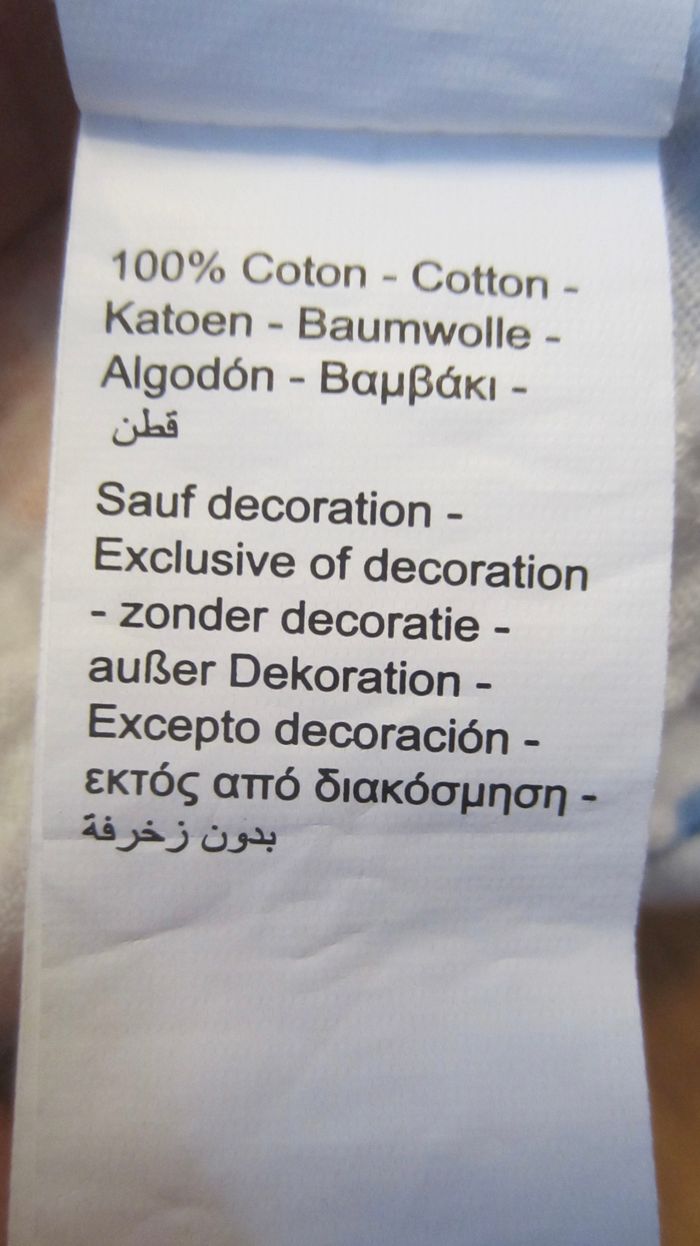 100% Coton - Cotton -
Katoen - Baumwolle -
Algodón - Βαμβάκι -
قطن
Sauf decoration -
Exclusive of decoration
- zonder decoratie -
außer Dekoration -
Excepto decoración -
εκτός από διακόσμηση -
بدون زخرفة